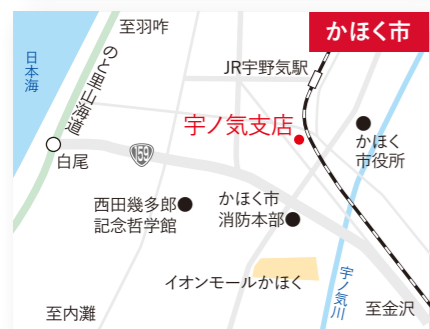 かほく市
至羽咋
日本海
のと里山海道
JR宇野気駅
宇ノ気支店
かほく
市役所
白尾
159
西田幾多郎
記念哲学館
かほく市
消防本部
イオンモールかほく
宇ノ気川
至内灘
至金沢